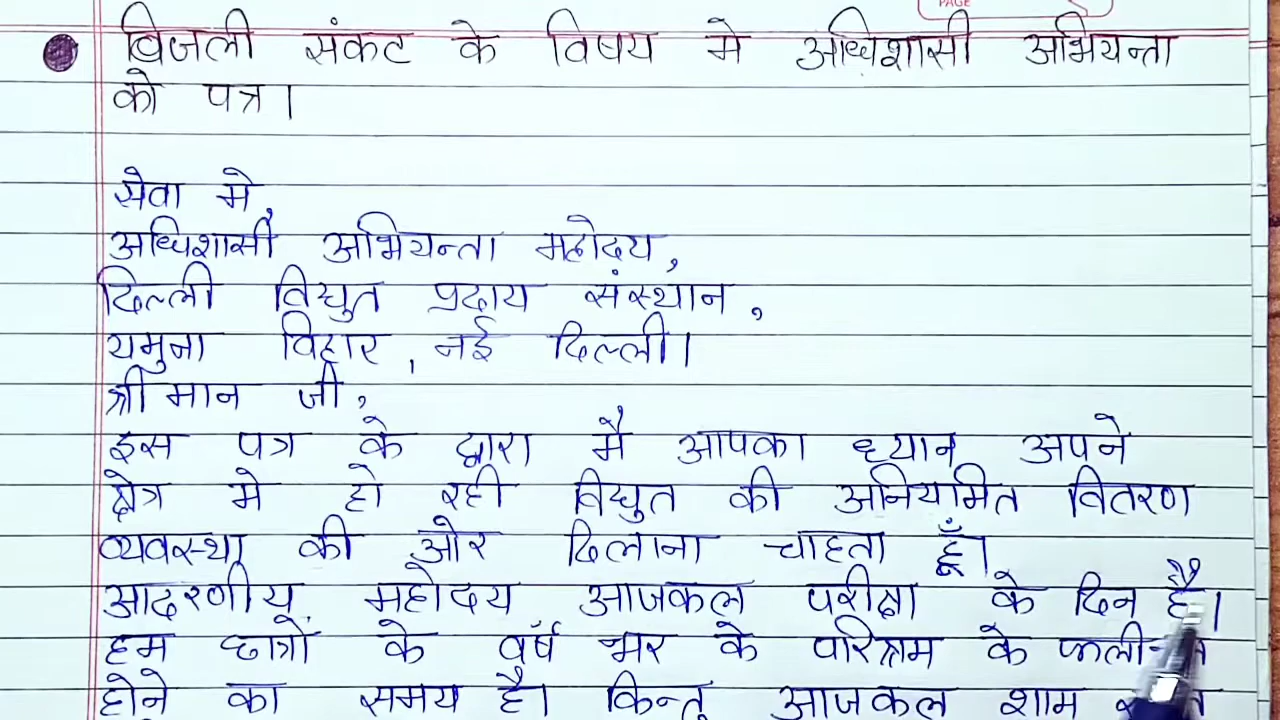 PAGE
बिजली संकट के विषय मे अधिशासी अभियन्ता
को पत्र।
सेवा मे,
अधिशासी अभियन्ता महोदय,
दिल्ली विद्युत प्रदाय संस्थान,
यमुना विहार, नई दिल्ली।
श्रीमान जी,
इस पत्र के द्वारा मै आपका ध्यान अपने
क्षेत्र मे हो रही विद्युत की अनियमित वितरण
व्यवस्था की ओर दिलाना चाहता हूँ।
आदरणीय महोदय आजकल परीक्षा के दिन है।
हम छात्रों के वर्ष भर के परिश्रम के
होने का समय है। किन्तु आजकल शाम